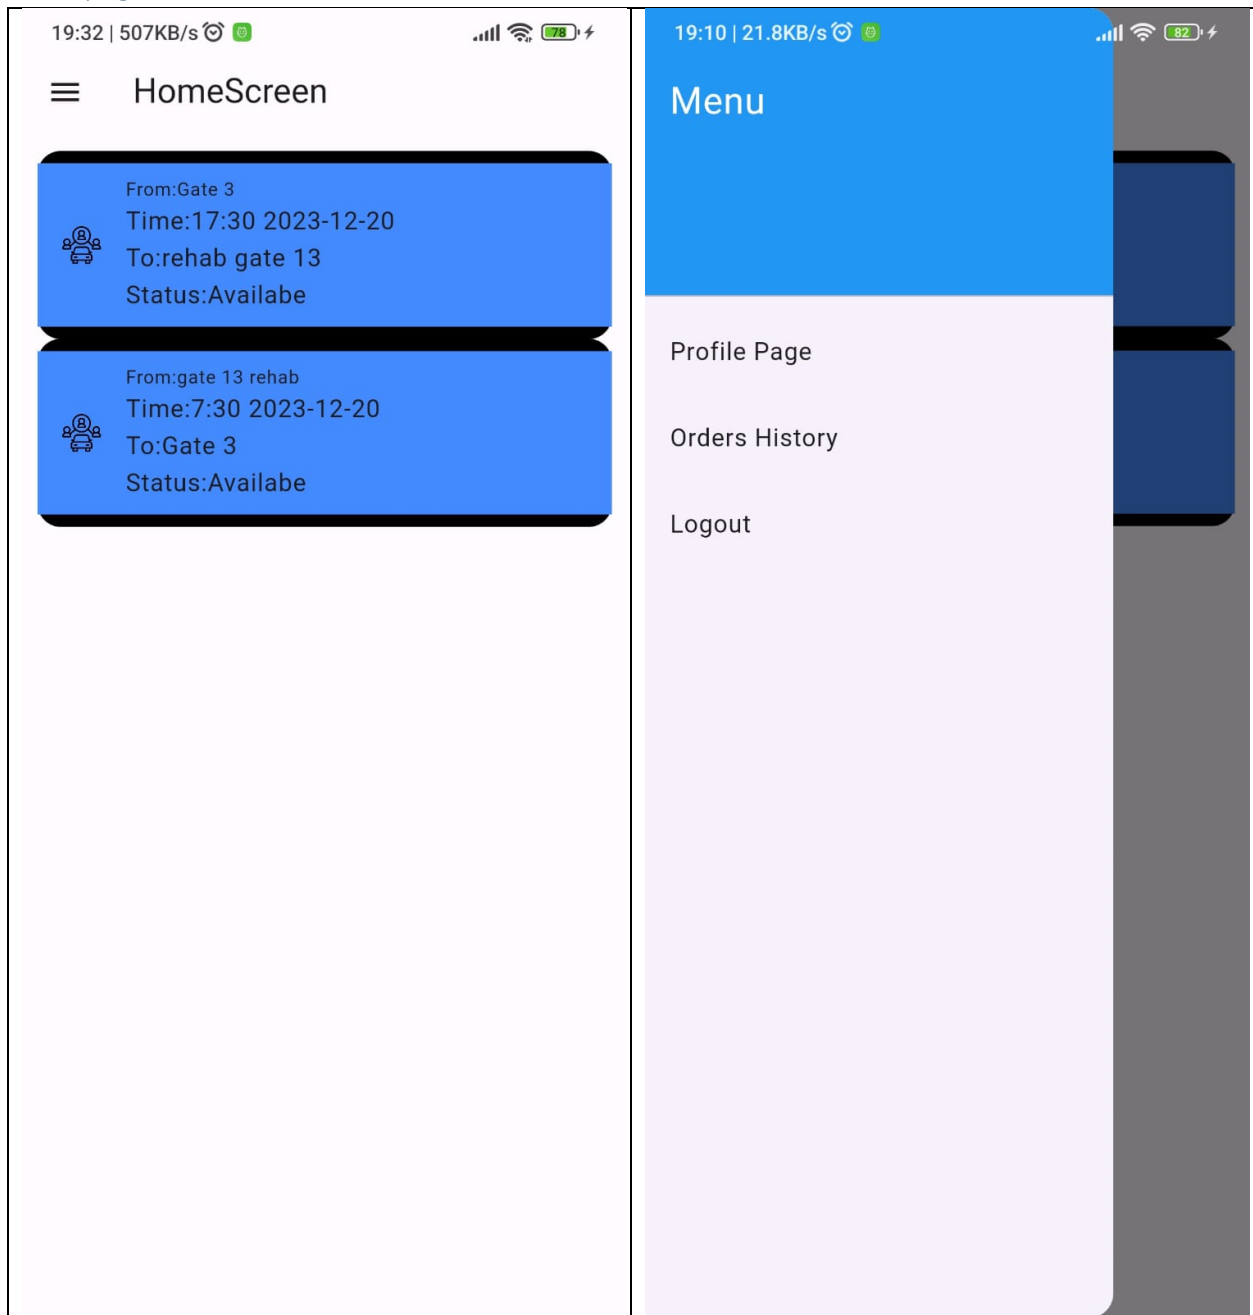 19:32 | 507KB/s
78
HomeScreen
From:Gate 3
Time:17:30 2023-12-20
To:rehab gate 13
Status:Availabe
From:gate 13 rehab
Time:7:30 2023-12-20
To:Gate 3
Status:Availabe
19:10 | 21.8KB/s
82
Menu
Profile Page
Orders History
Logout